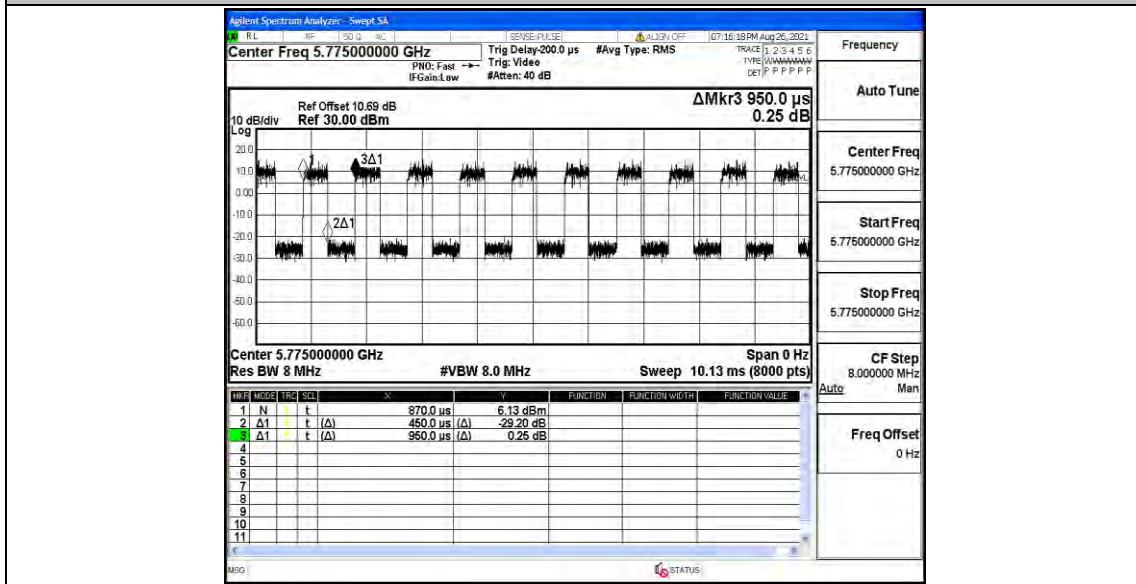 Agilent Spectrum Analyzer - Swept SA
RL RF 50 Ω AC SENSE:PULSE ALIGN OFF 07:16:18 PM Aug 26, 2021
Center Freq 5.775000000 GHz
PNO: Fast
IFGain:Low
Trig Delay-200.0 µs
Trig: Video
#Atten: 40 dB
#Avg Type: RMS
TRACE 1 2 3 4 5 6
TYPE
DET P P P P P P
ΔMkr3 950.0 µs
0.25 dB
Ref Offset 10.69 dB
10 dB/div Ref 30.00 dBm
Log
20.0
10.0
0.00
-10.0
-20.0
-30.0
-40.0
-50.0
-60.0
1
3Δ1
2Δ1
Center 5.775000000 GHz Span 0 Hz
Res BW 8 MHz #VBW 8.0 MHz Sweep 10.13 ms (8000 pts)
MKR MODE TRC SCL X Y FUNCTION FUNCTION WIDTH FUNCTION VALUE
1 N t 870.0 us 6.13 dBm
2 Δ1 t (Δ) 450.0 us (Δ) -29.20 dB
3 Δ1 t (Δ) 950.0 us (Δ) 0.25 dB
4
5
6
7
8
9
10
11
MSG STATUS
Frequency
Auto Tune
Center Freq
5.775000000 GHz
Start Freq
5.775000000 GHz
Stop Freq
5.775000000 GHz
CF Step
8.000000 MHz
Auto Man
Freq Offset
0 Hz